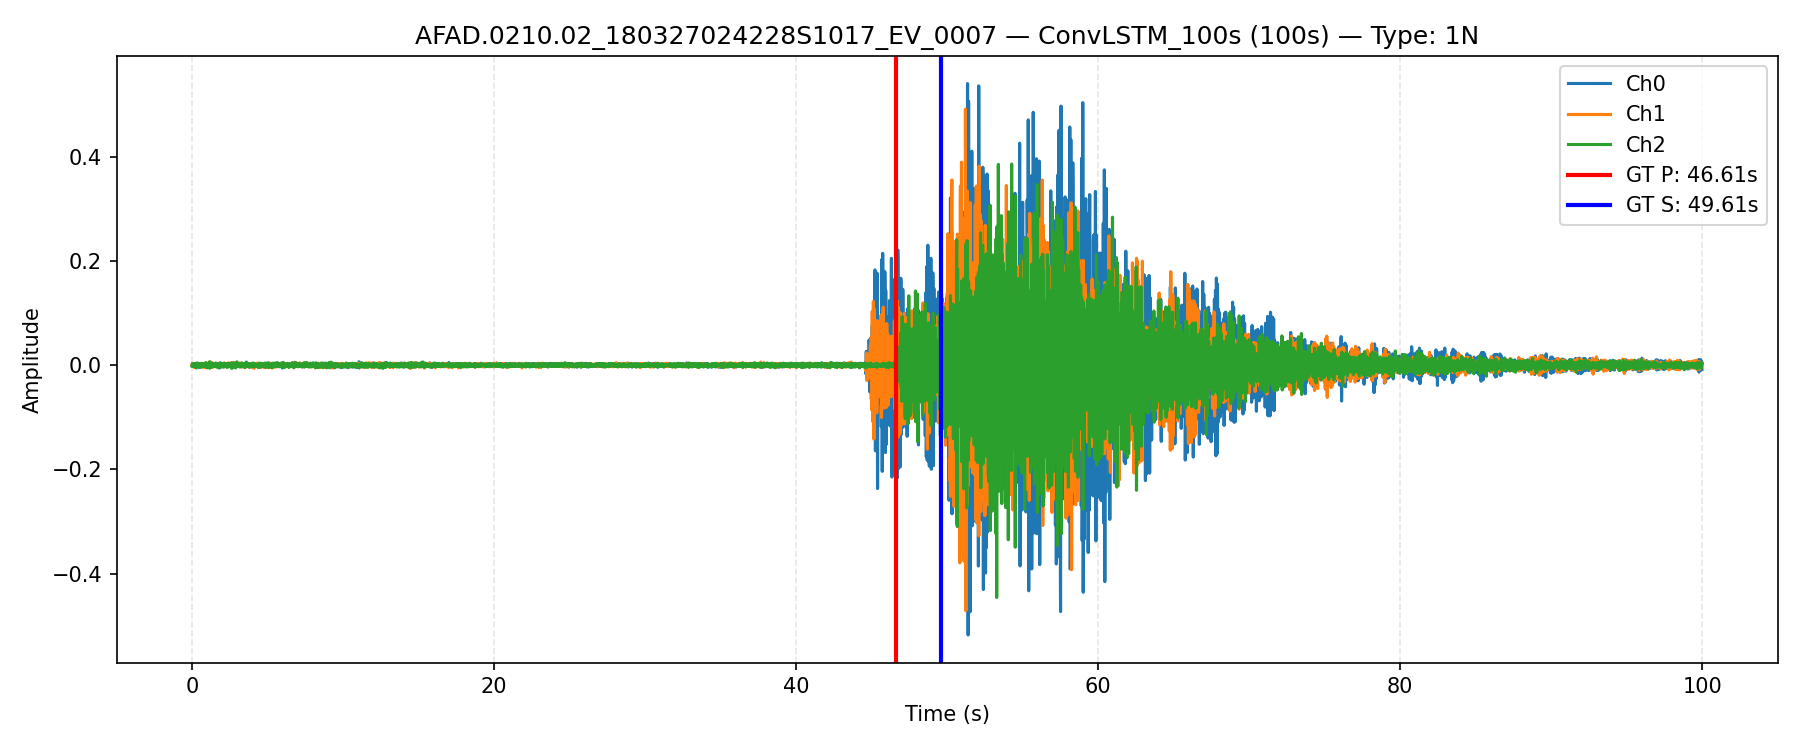 AFAD.0210.02_180327024228S1017_EV_0007 — ConvLSTM_100s (100s) — Type: 1N
Ch0
Ch1
Ch2
GT P: 46.61s
GT S: 49.61s
Amplitude
0.4
0.2
0.0
−0.2
−0.4
0 20 40 60 80 100
Time (s)